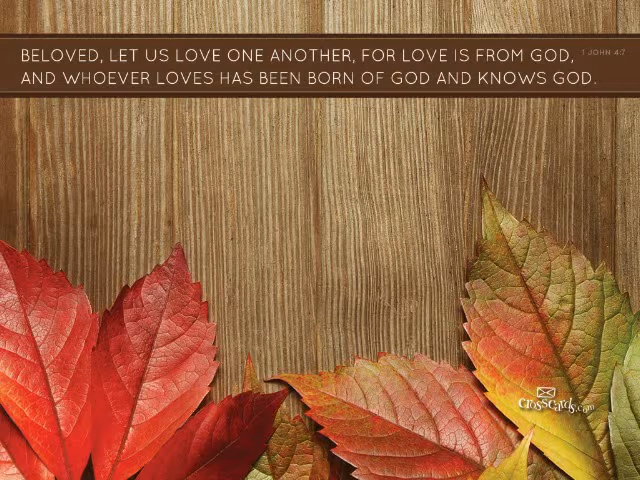 BELOVED, LET US LOVE ONE ANOTHER, FOR LOVE IS FROM GOD, 1 JOHN 4:7
AND WHOEVER LOVES HAS BEEN BORN OF GOD AND KNOWS GOD.
crosscards.com